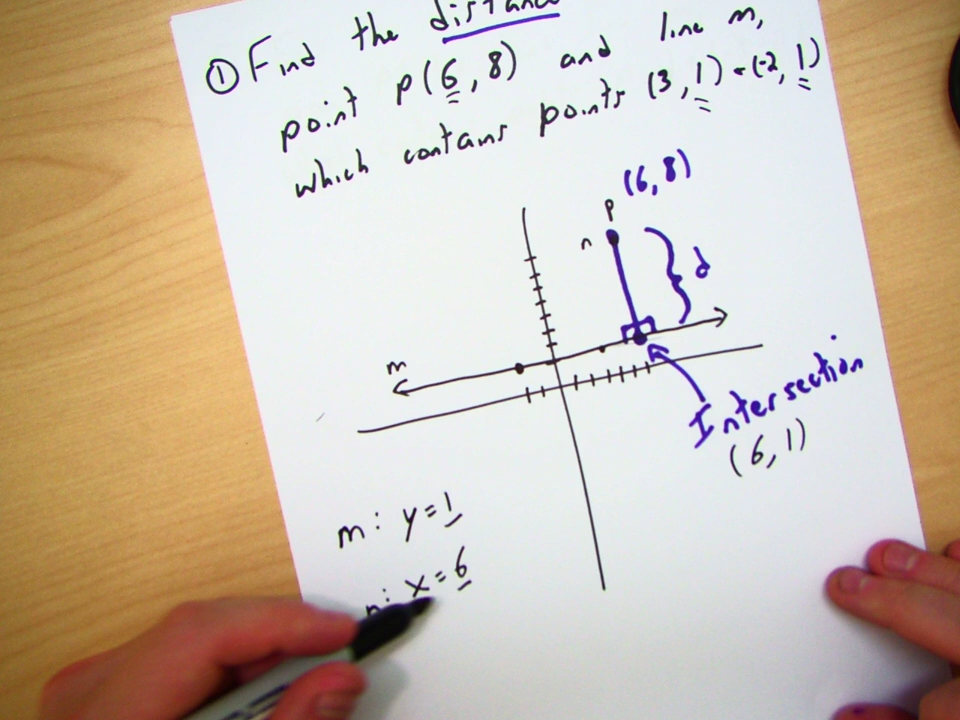 ① Find the distance
point P(6, 8) and line m,
which contains points (3, 1) - (-2, 1)
(6, 8)
P
n
d
m
Intersection
(6, 1)
m: y = 1
n: x = 6